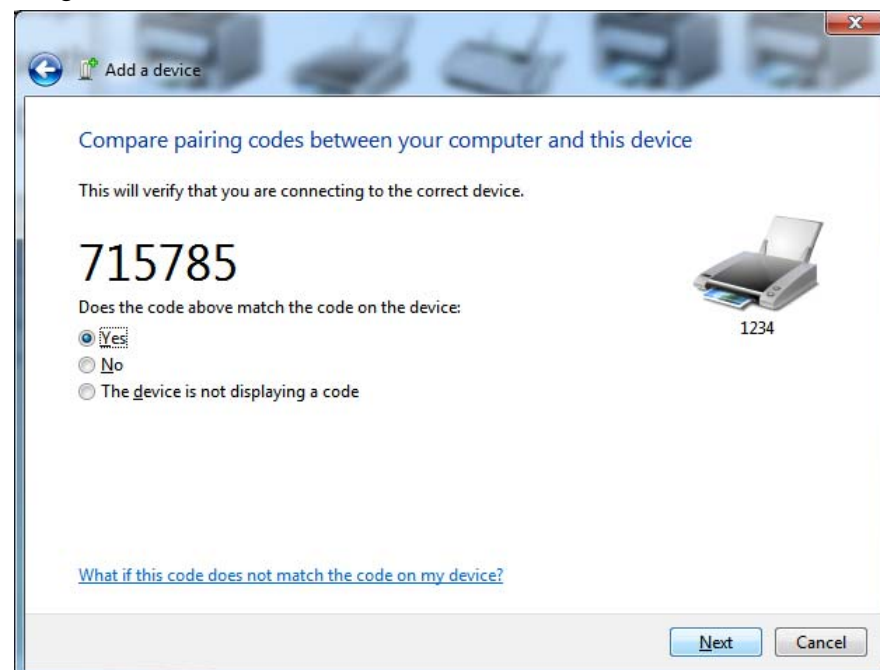 Add a device
Compare pairing codes between your computer and this device
This will verify that you are connecting to the correct device.
715785
Does the code above match the code on the device:
Yes
No
The device is not displaying a code
1234
What if this code does not match the code on my device?
Next Cancel